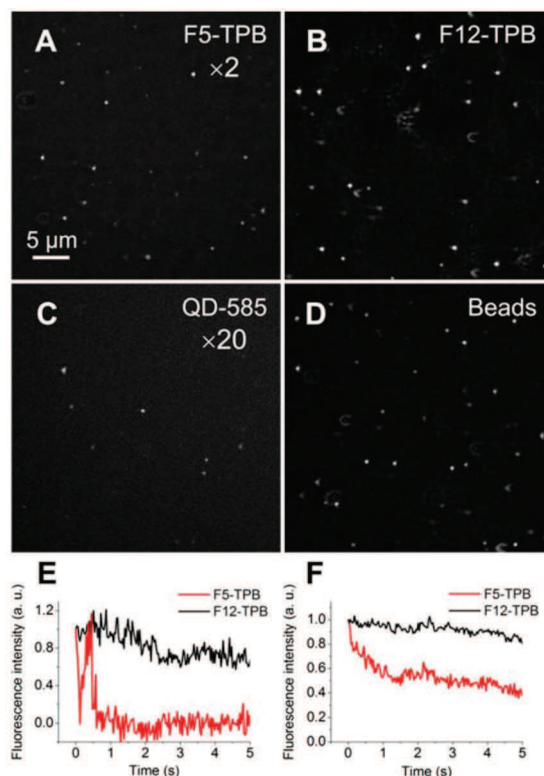 A
F5-TPB
×2
5 µm
B
F12-TPB
C
QD-585
×20
D
Beads
E
F5-TPB
F12-TPB
Fluorescence intensity (a. u.)
1.2
0.8
0.4
0.0
0 1 2 3 4 5
Time (s)
F
F5-TPB
F12-TPB
Fluorescence intensity (a. u.)
1.0
0.8
0.6
0.4
0.2
0.0
0 1 2 3 4 5
Time (s)